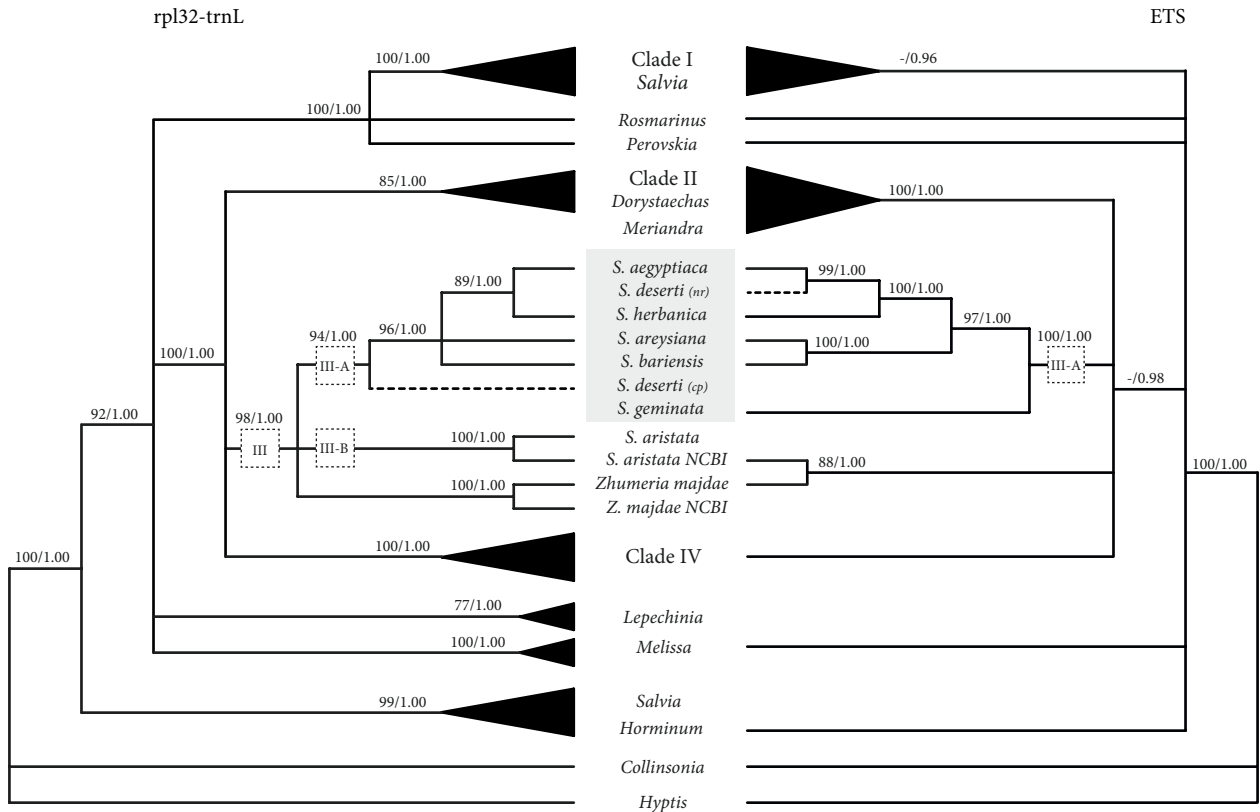 rpl32-trnL
ETS
100/1.00
Clade I
-/0.96
Salvia
100/1.00
Rosmarinus
Perovskia
85/1.00
Clade II
100/1.00
Dorystaechas
Meriandra
S. aegyptiaca
99/1.00
89/1.00
S. deserti (nr)
100/1.00
S. herbanica
97/1.00
94/1.00
96/1.00
S. areysiana
100/1.00
100/1.00
100/1.00
III-A
S. bariensis
III-A
S. deserti (cp)
-/0.98
S. geminata
92/1.00
98/1.00
III
III-B
100/1.00
S. aristata
S. aristata NCBI
88/1.00
100/1.00
100/1.00
Zhumeria majdae
Z. majdae NCBI
100/1.00
100/1.00
Clade IV
77/1.00
Lepechinia
100/1.00
Melissa
99/1.00
Salvia
Horminum
Collinsonia
Hyptis